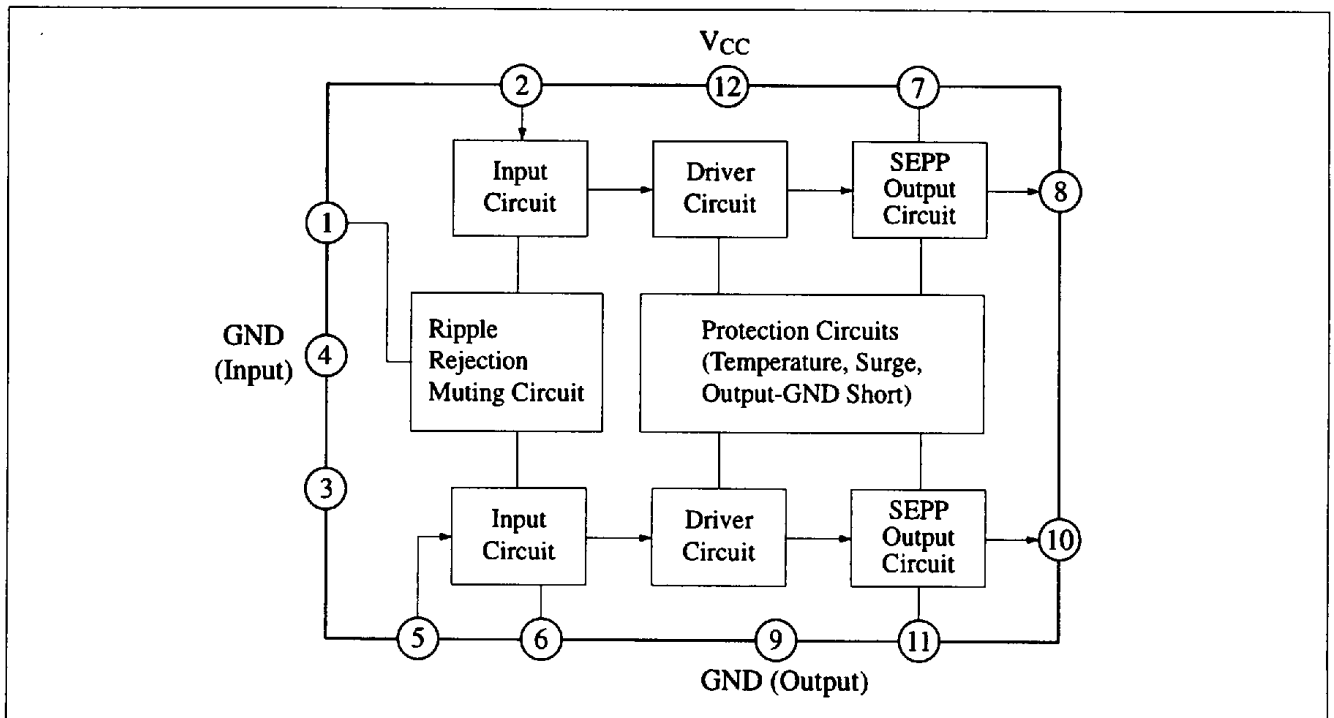 VCC
2
12
7
Input
Circuit
Driver
Circuit
SEPP
Output
Circuit
8
1
Ripple
Rejection
Muting Circuit
Protection Circuits
(Temperature, Surge,
Output-GND Short)
GND
(Input)
4
3
Input
Circuit
Driver
Circuit
SEPP
Output
Circuit
10
5
6
9
11
GND (Output)